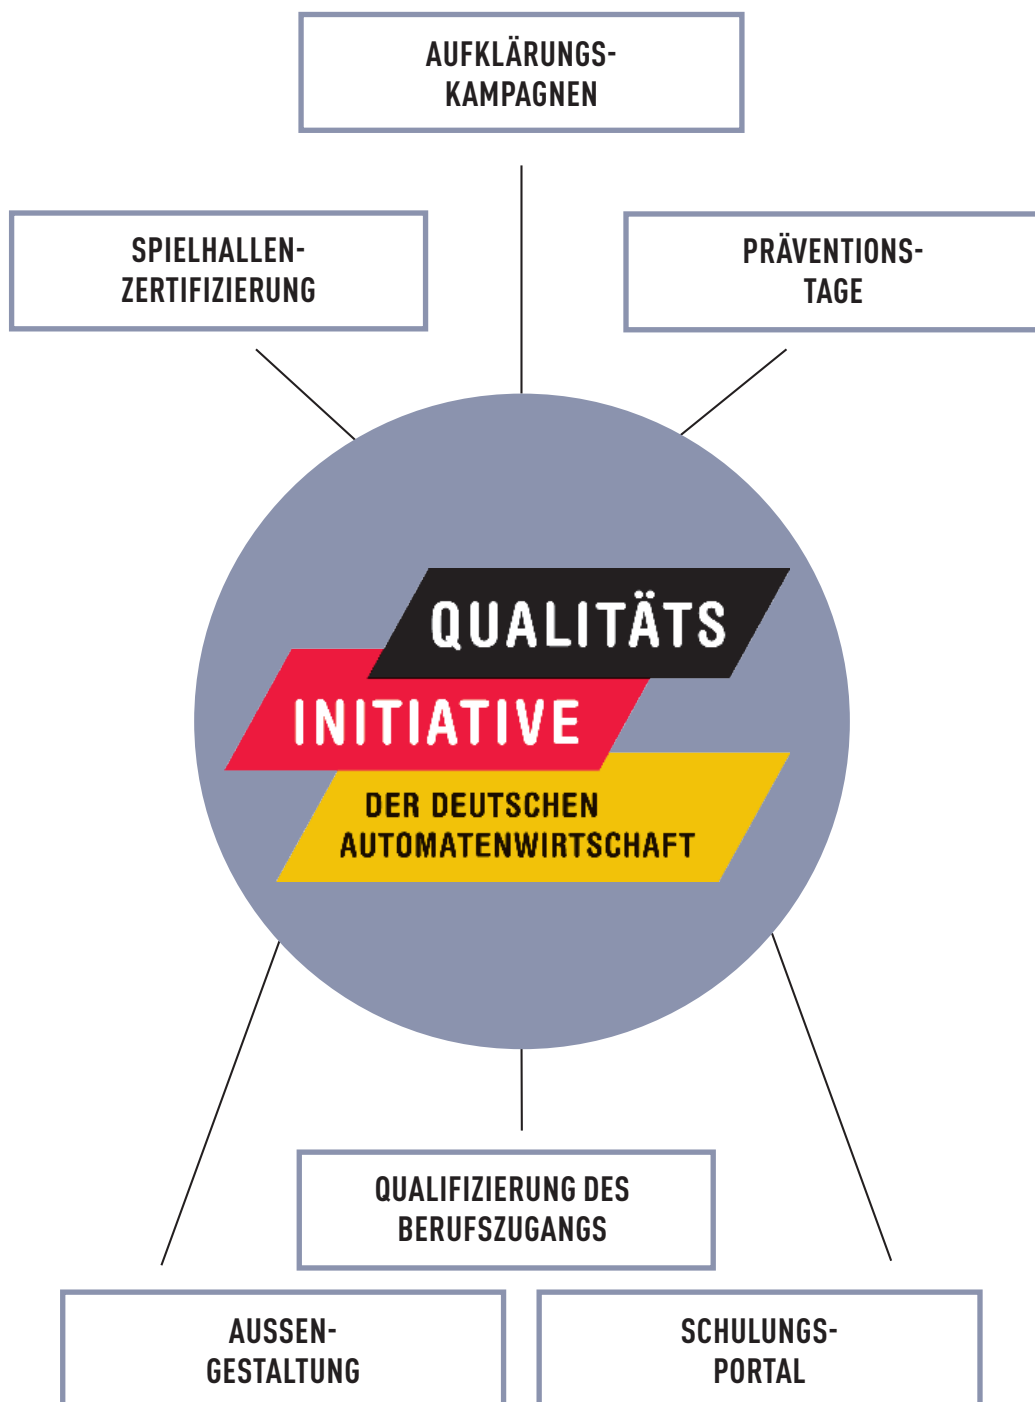 AUFKLÄRUNGS-
KAMPAGNEN
SPIELHALLEN-
ZERTIFIZIERUNG
PRÄVENTIONS-
TAGE
QUALITÄTS
INITIATIVE
DER DEUTSCHEN
AUTOMATENWIRTSCHAFT
QUALIFIZIERUNG DES
BERUFSZUGANGS
AUSSEN-
GESTALTUNG
SCHULUNGS-
PORTAL